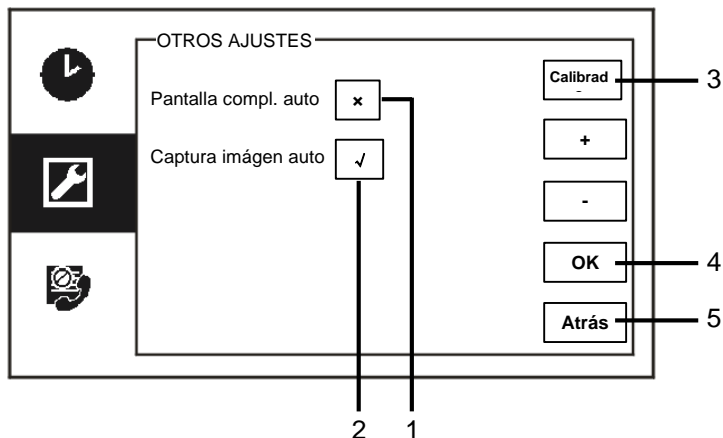 OTROS AJUSTES
Pantalla compl. auto ×
Captura imágen auto √
Calibrad
-
+
-
OK
Atrás
3
4
5
2 1